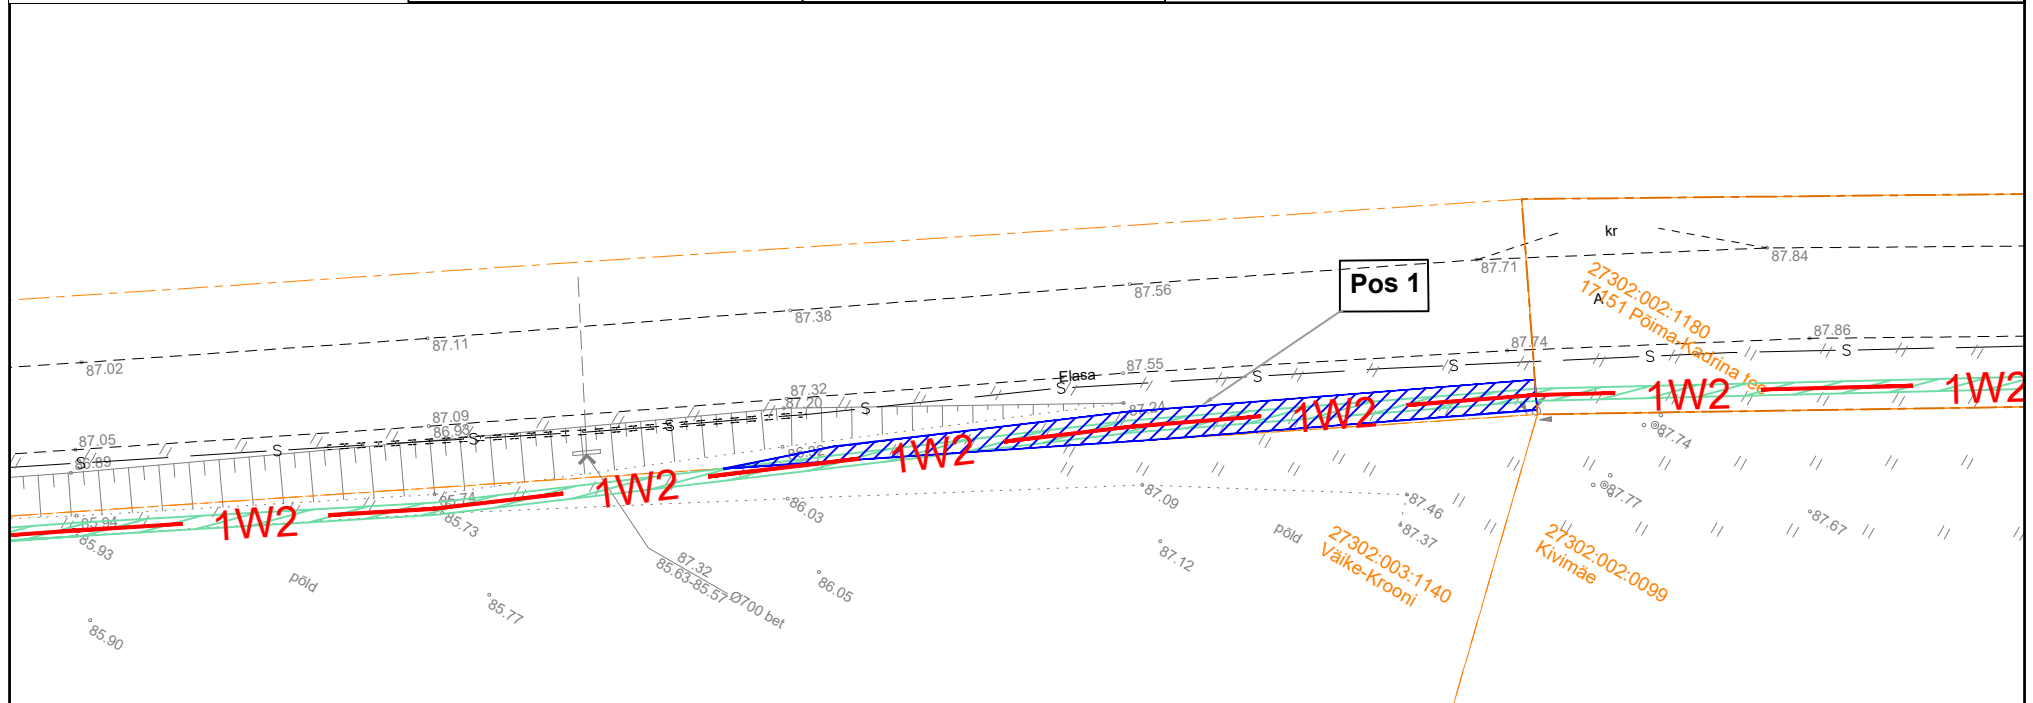 kr
87.71
87.84
27302:002:1180
17151 Põima-Kadrina tee
A
Pos 1
87.56
87.38
87.11
87.02
87.74
87.86
87.55
Elasa
S
S
S
S
S
S
S
S
87.32
87.20
87.24
87.09
86.93
87.05
86.89
1W2
1W2
1W2
1W2
1W2
1W2
87.74
87.77
87.67
85.74
85.73
85.94
85.93
86.03
87.09
87.46
87.37
põld
27302:003:1140
Väike-Krooni
27302:002:0099
Kivimäe
87.12
86.05
87.32
85.63-85.57
Ø700 bet
põld
85.77
85.90